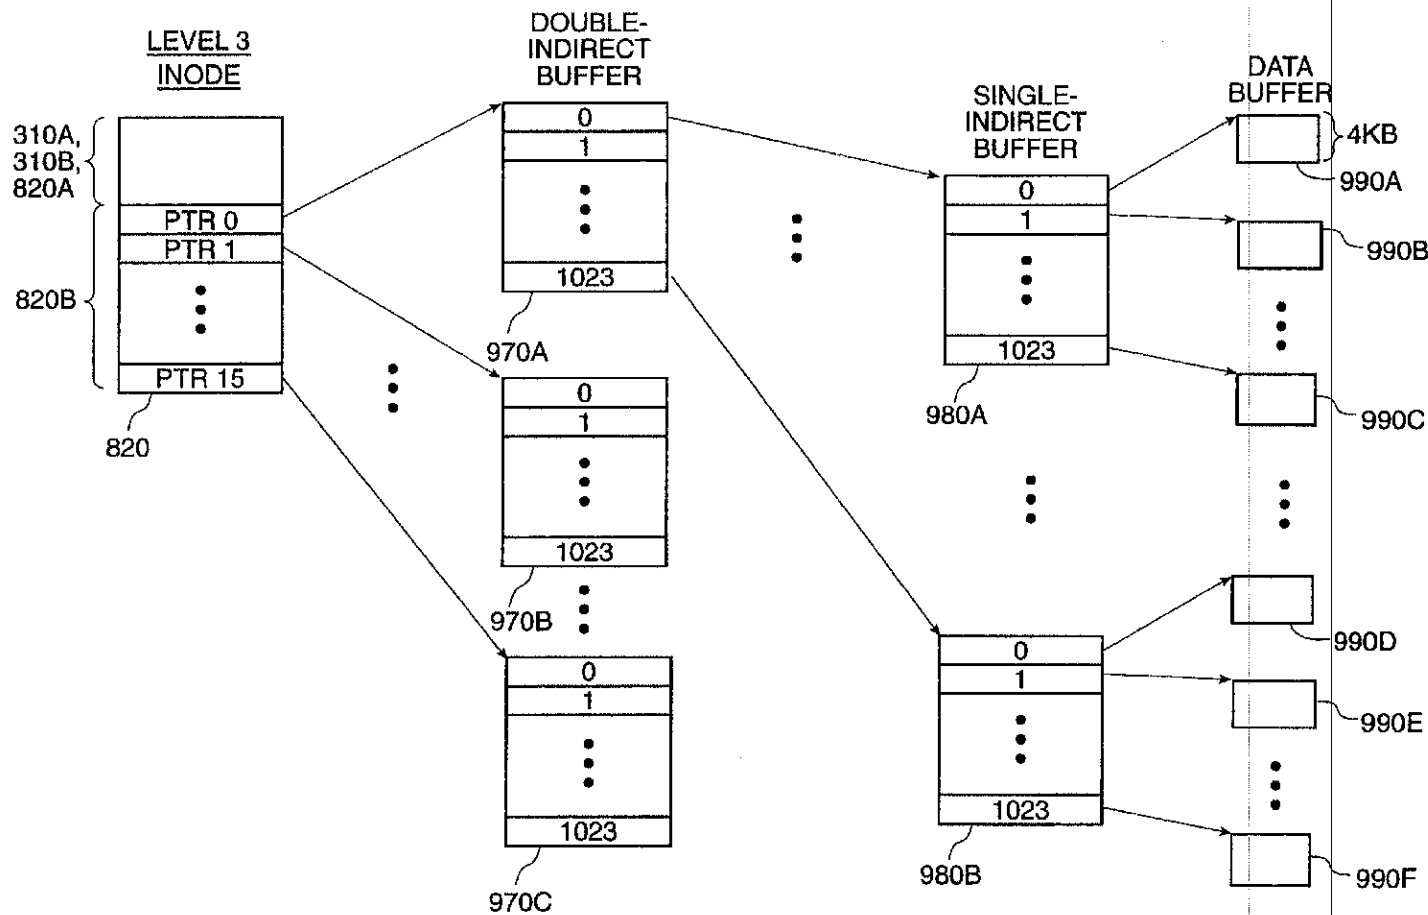 LEVEL 3
INODE
310A,
310B,
820A
PTR 0
PTR 1
820B
PTR 15
820
DOUBLE-
INDIRECT
BUFFER
0
1
1023
970A
0
1
1023
970B
0
1
1023
970C
SINGLE-
INDIRECT
BUFFER
0
1
1023
980A
0
1
1023
980B
DATA
BUFFER
4KB
990A
990B
990C
990D
990E
990F